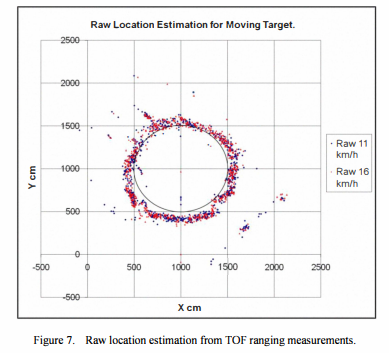 Raw Location Estimation for Moving Target.
2500
2000
1500
1000
500
0
-500
-500
0
500
1000
1500
2000
2500
Y cm
X cm
Raw 11
km/h
Raw 16
km/h
Figure 7. Raw location estimation from TOF ranging measurements.